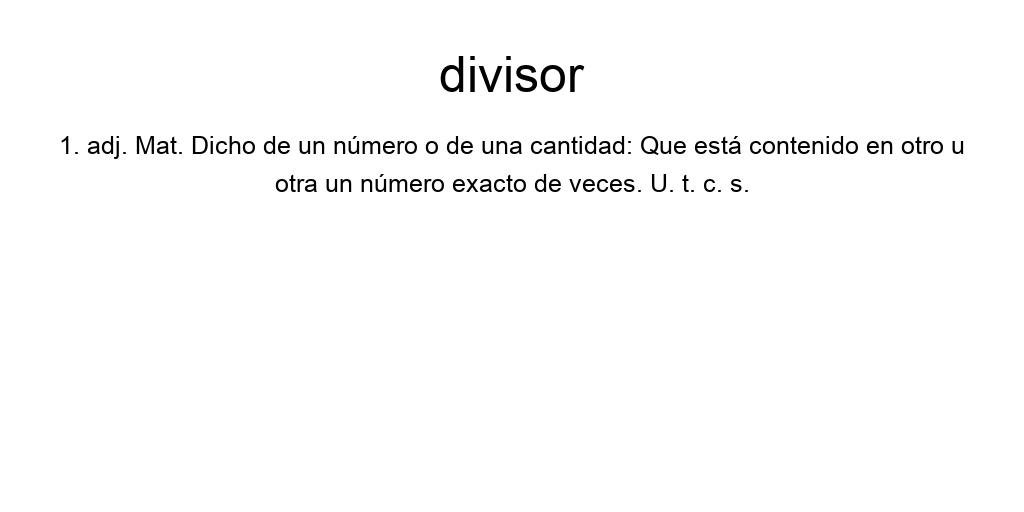 divisor
1. adj. Mat. Dicho de un número o de una cantidad: Que está contenido en otro u
otra un número exacto de veces. U. t. c. s.